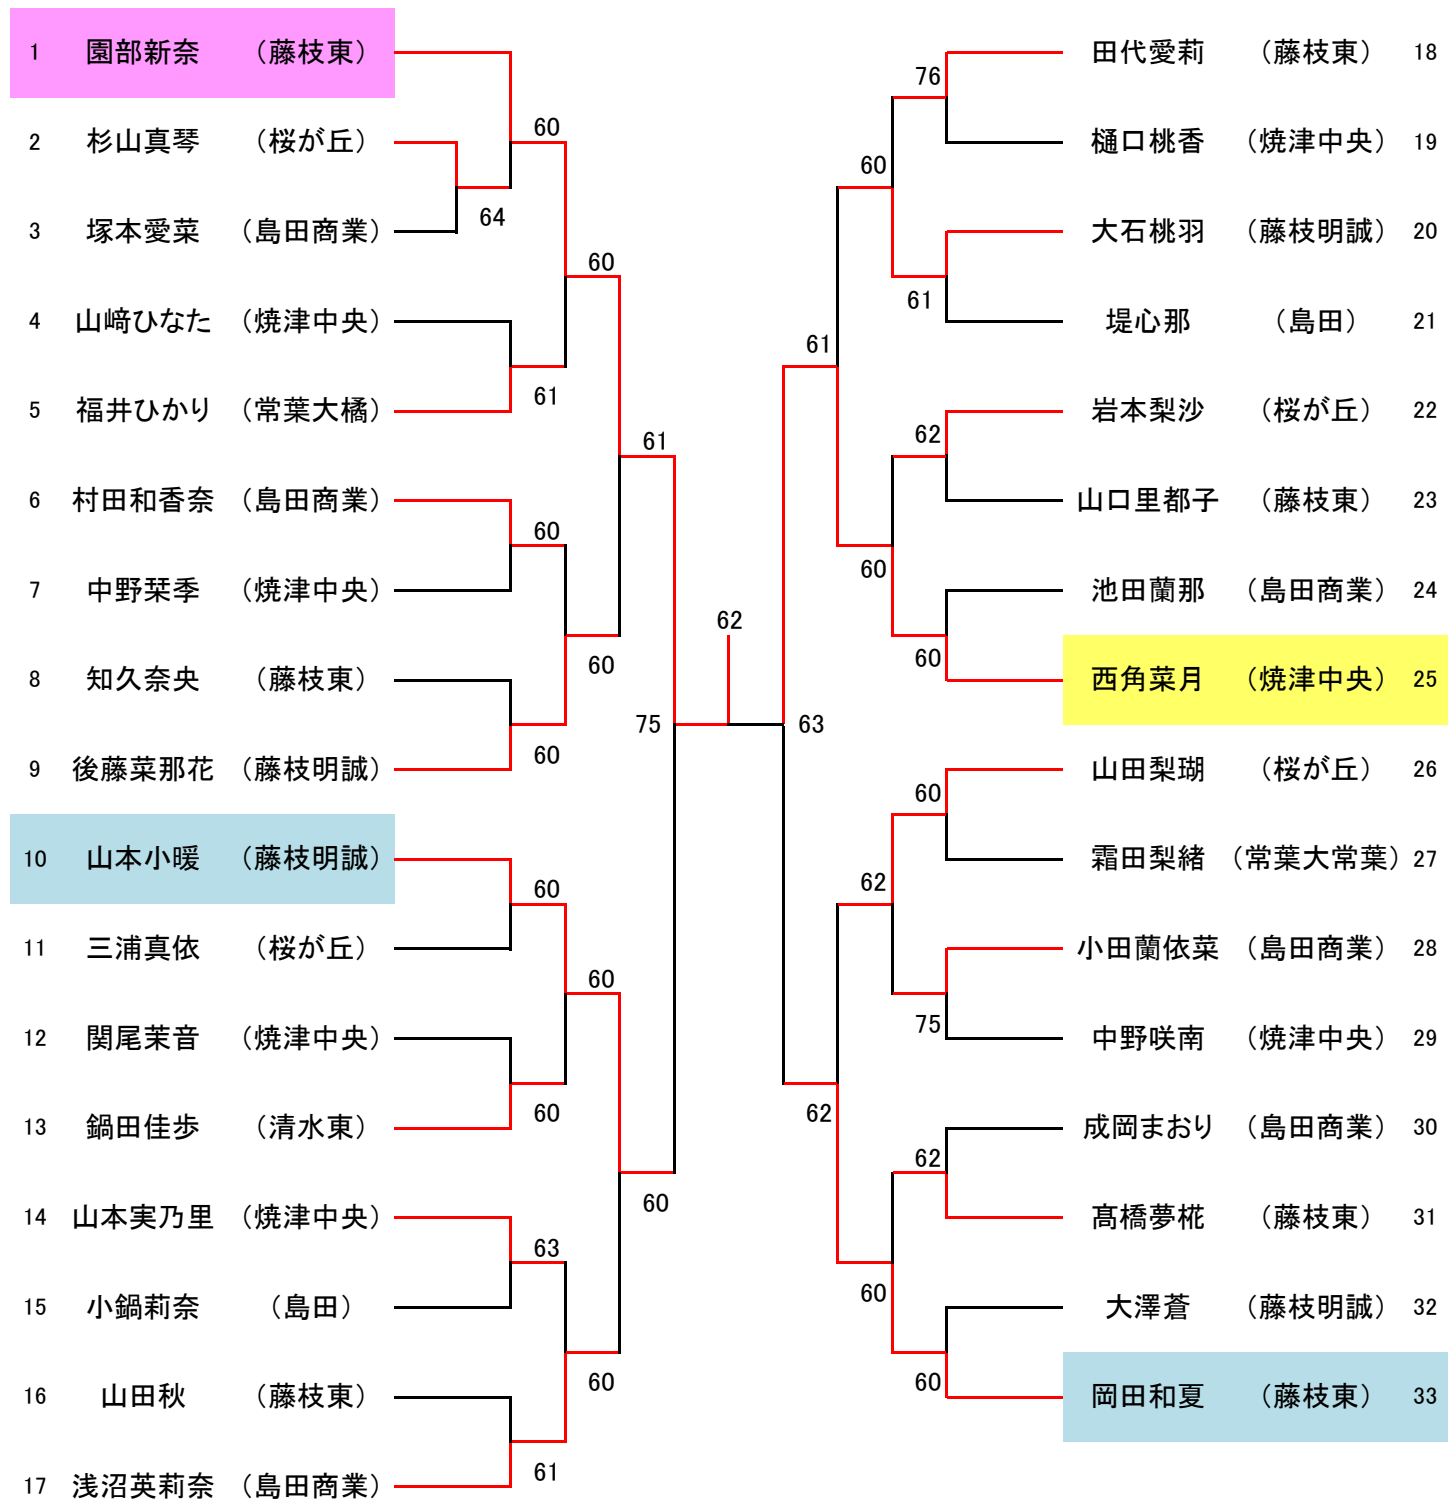 1 園部新奈 （藤枝東）
60
2 杉山真琴 （桜が丘）
64
3 塚本愛菜 （島田商業）
60
4 山﨑ひなた （焼津中央）
61
5 福井ひかり （常葉大橘）
61
6 村田和香奈 （島田商業）
60
7 中野栞季 （焼津中央）
60
8 知久奈央 （藤枝東）
60
9 後藤菜那花 （藤枝明誠）
75
10 山本小暖 （藤枝明誠）
60
11 三浦真依 （桜が丘）
60
12 関尾茉音 （焼津中央）
60
13 鍋田佳歩 （清水東）
60
14 山本実乃里 （焼津中央）
63
15 小鍋莉奈 （島田）
60
16 山田秋 （藤枝東）
61
17 浅沼英莉奈 （島田商業）
62
田代愛莉 （藤枝東） 18
76
樋口桃香 （焼津中央） 19
60
大石桃羽 （藤枝明誠） 20
61
堤心那 （島田） 21
61
岩本梨沙 （桜が丘） 22
62
山口里都子 （藤枝東） 23
60
池田蘭那 （島田商業） 24
60
西角菜月 （焼津中央） 25
63
山田梨瑚 （桜が丘） 26
60
霜田梨緒 （常葉大常葉） 27
62
小田蘭依菜 （島田商業） 28
75
中野咲南 （焼津中央） 29
62
成岡まおり （島田商業） 30
62
髙橋夢椛 （藤枝東） 31
60
大澤蒼 （藤枝明誠） 32
60
岡田和夏 （藤枝東） 33